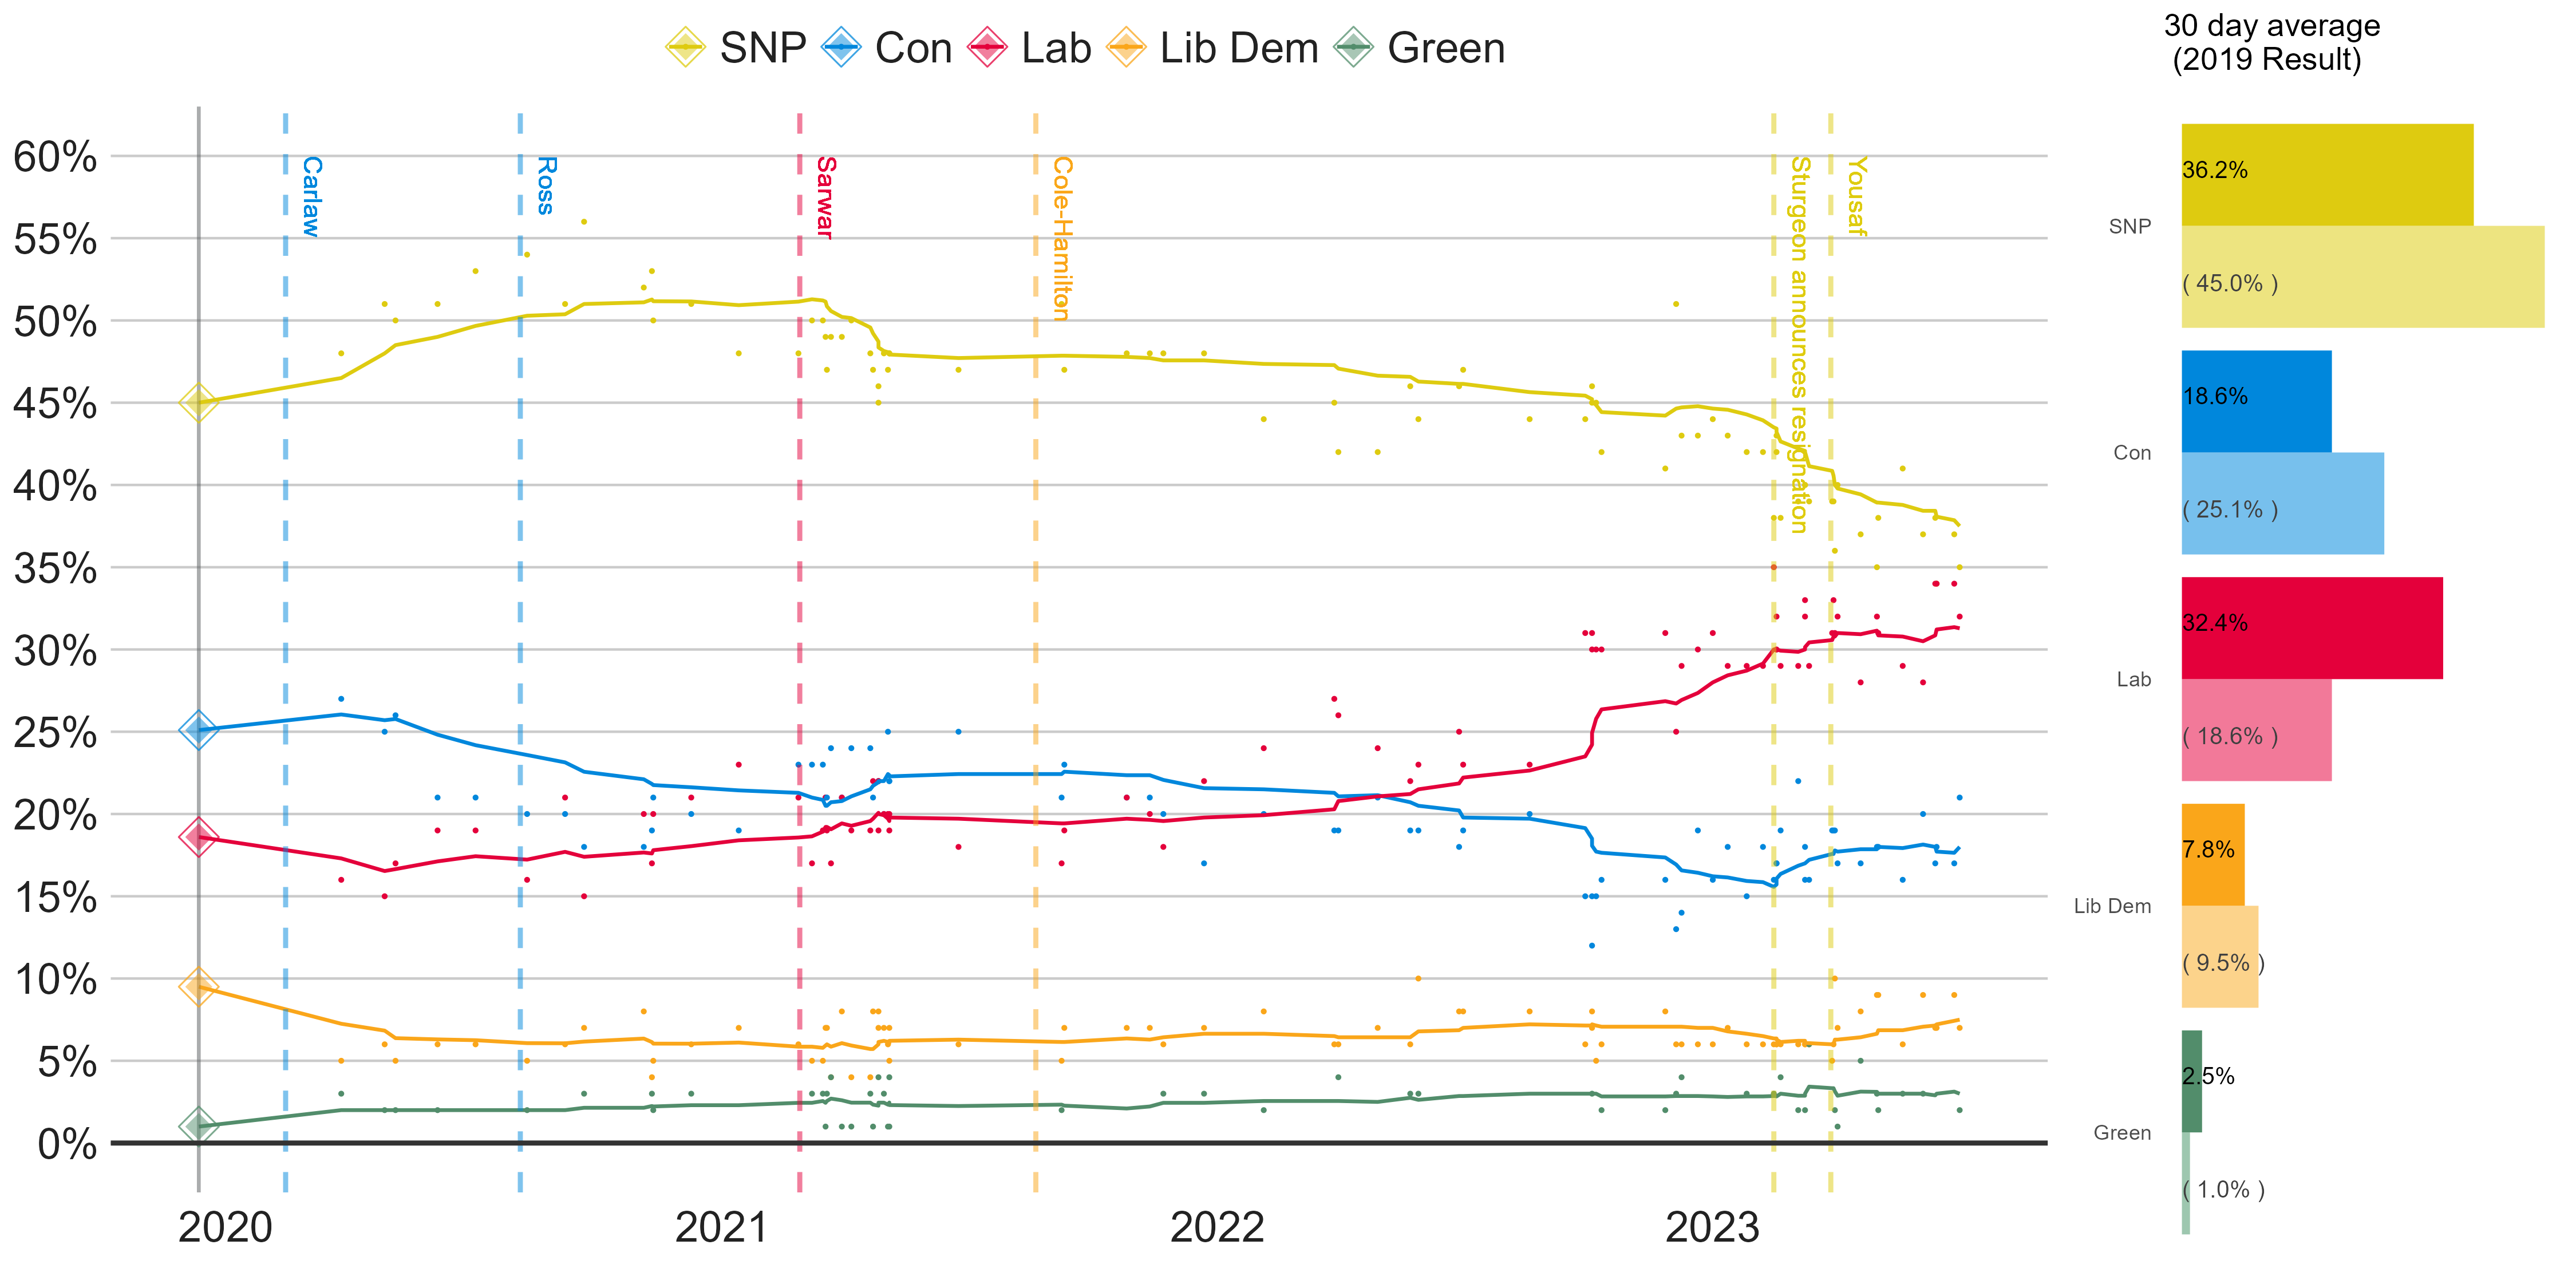 SNP Con Lab Lib Dem Green
30 day average
(2019 Result)
60%
55%
50%
45%
40%
35%
30%
25%
20%
15%
10%
5%
0%
Carlaw
Ross
Sarwar
Cole-Hamilton
Sturgeon announces resignation
Yousaf
2020 2021 2022 2023
SNP
36.2%
( 45.0% )
Con
18.6%
( 25.1% )
Lab
32.4%
( 18.6% )
Lib Dem
7.8%
( 9.5% )
Green
2.5%
( 1.0% )